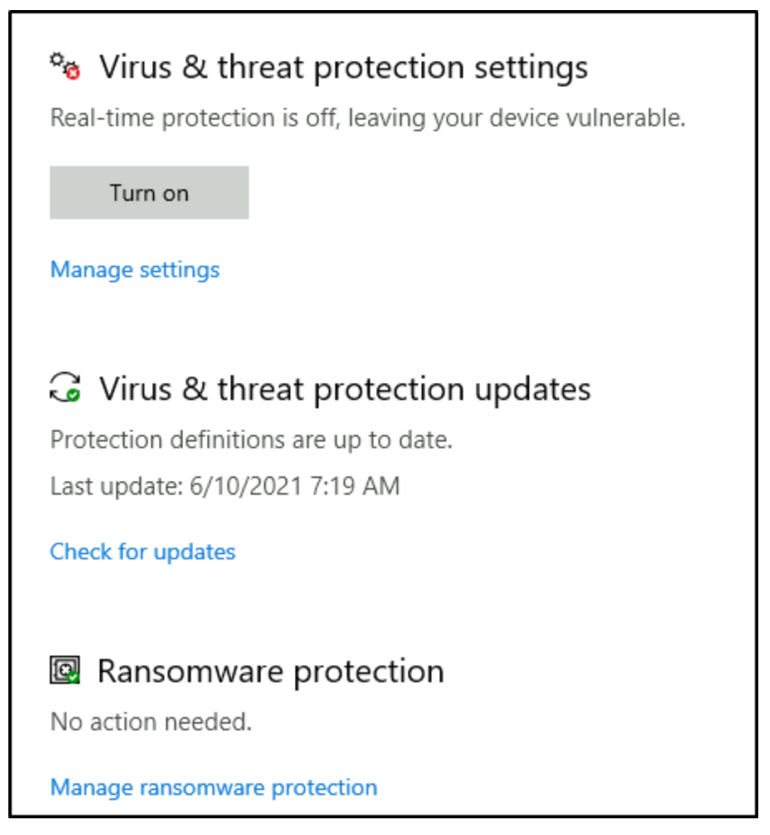 Virus & threat protection settings
Real-time protection is off, leaving your device vulnerable.
Turn on
Manage settings
Virus & threat protection updates
Protection definitions are up to date.
Last update: 6/10/2021 7:19 AM
Check for updates
Ransomware protection
No action needed.
Manage ransomware protection